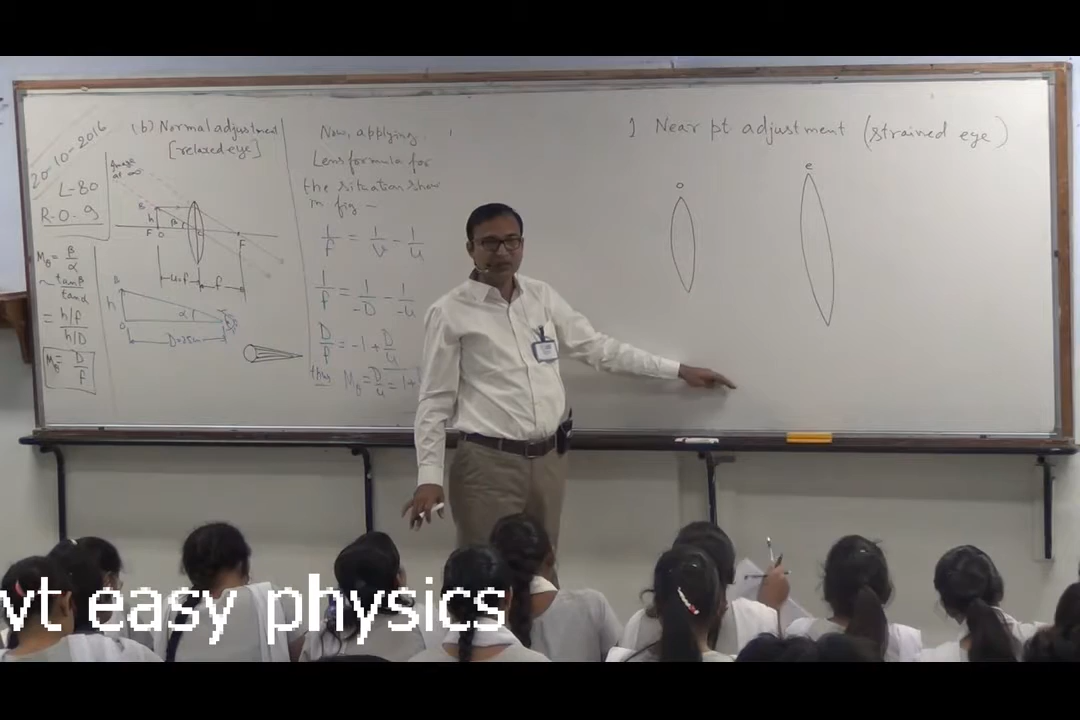 20-10-2016
L-80
R.O.9
Mθ = β/α
~ tanβ/tanα
= h/f / h/D
Mθ = D/f
(b) Normal adjustment
[relaxed eye]
Image
at ∞
B
h
β
F O
C
F
u=f
f
B
h
O
α
D=25cm
Now, applying
Lens formula for
the situation show
in fig –
1/f = 1/v - 1/u
1/f = 1/-D - 1/-u
D/f = -1 + D/u
thus Mθ = D/u = 1+
) Near pt adjustment (strained eye)
o
e
vt easy physics